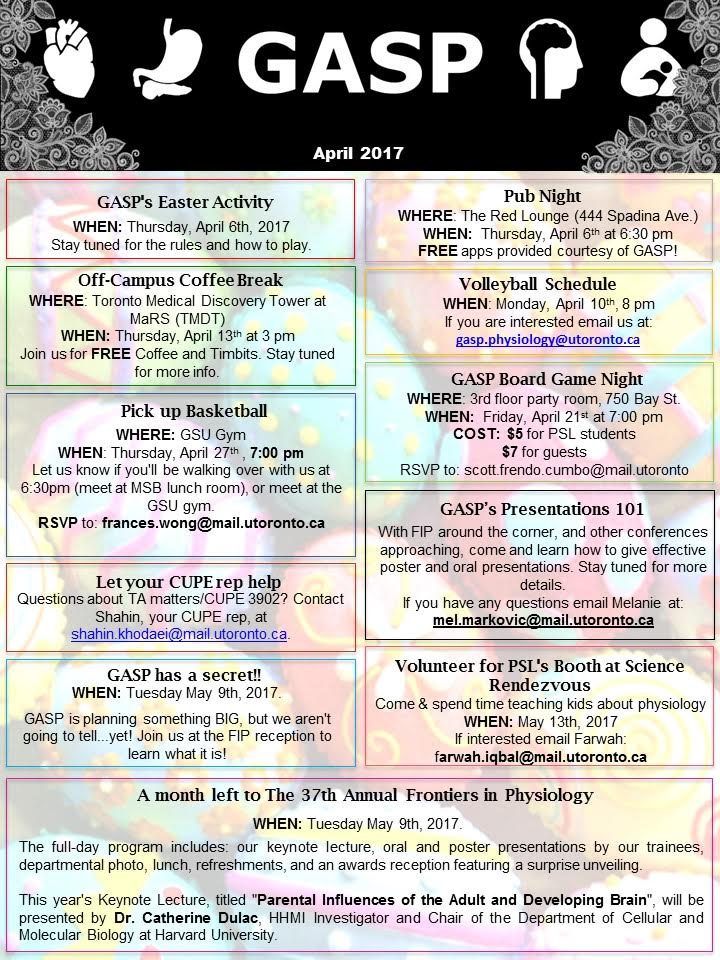 GASP
April 2017
GASP's Easter Activity
WHEN: Thursday, April 6th, 2017
Stay tuned for the rules and how to play.
Off-Campus Coffee Break
WHERE: Toronto Medical Discovery Tower at
MaRS (TMDT)
WHEN: Thursday, April 13th at 3 pm
Join us for FREE Coffee and Timbits. Stay tuned
for more info.
Pick up Basketball
WHERE: GSU Gym
WHEN: Thursday, April 27th , 7:00 pm
Let us know if you'll be walking over with us at
6:30pm (meet at MSB lunch room), or meet at the
GSU gym.
RSVP to: frances.wong@mail.utoronto.ca
Let your CUPE rep help
Questions about TA matters/CUPE 3902? Contact
Shahin, your CUPE rep, at
shahin.khodaei@mail.utoronto.ca.
GASP has a secret!!
WHEN: Tuesday May 9th, 2017.
GASP is planning something BIG, but we aren't
going to tell...yet! Join us at the FIP reception to
learn what it is!
Pub Night
WHERE: The Red Lounge (444 Spadina Ave.)
WHEN: Thursday, April 6th at 6:30 pm
FREE apps provided courtesy of GASP!
Volleyball Schedule
WHEN: Monday, April 10th, 8 pm
If you are interested email us at:
gasp.physiology@utoronto.ca
GASP Board Game Night
WHERE: 3rd floor party room, 750 Bay St.
WHEN: Friday, April 21st at 7:00 pm
COST: $5 for PSL students
$7 for guests
RSVP to: scott.frendo.cumbo@mail.utoronto
GASP's Presentations 101
With FIP around the corner, and other conferences
approaching, come and learn how to give effective
poster and oral presentations. Stay tuned for more
details.
If you have any questions email Melanie at:
mel.markovic@mail.utoronto.ca
Volunteer for PSL's Booth at Science
Rendezvous
Come & spend time teaching kids about physiology
WHEN: May 13th, 2017
If interested email Farwah:
farwah.iqbal@mail.utoronto.ca
A month left to The 37th Annual Frontiers in Physiology
WHEN: Tuesday May 9th, 2017.
The full-day program includes: our keynote lecture, oral and poster presentations by our trainees,
departmental photo, lunch, refreshments, and an awards reception featuring a surprise unveiling.
This year's Keynote Lecture, titled "Parental Influences of the Adult and Developing Brain", will be
presented by Dr. Catherine Dulac, HHMI Investigator and Chair of the Department of Cellular and
Molecular Biology at Harvard University.